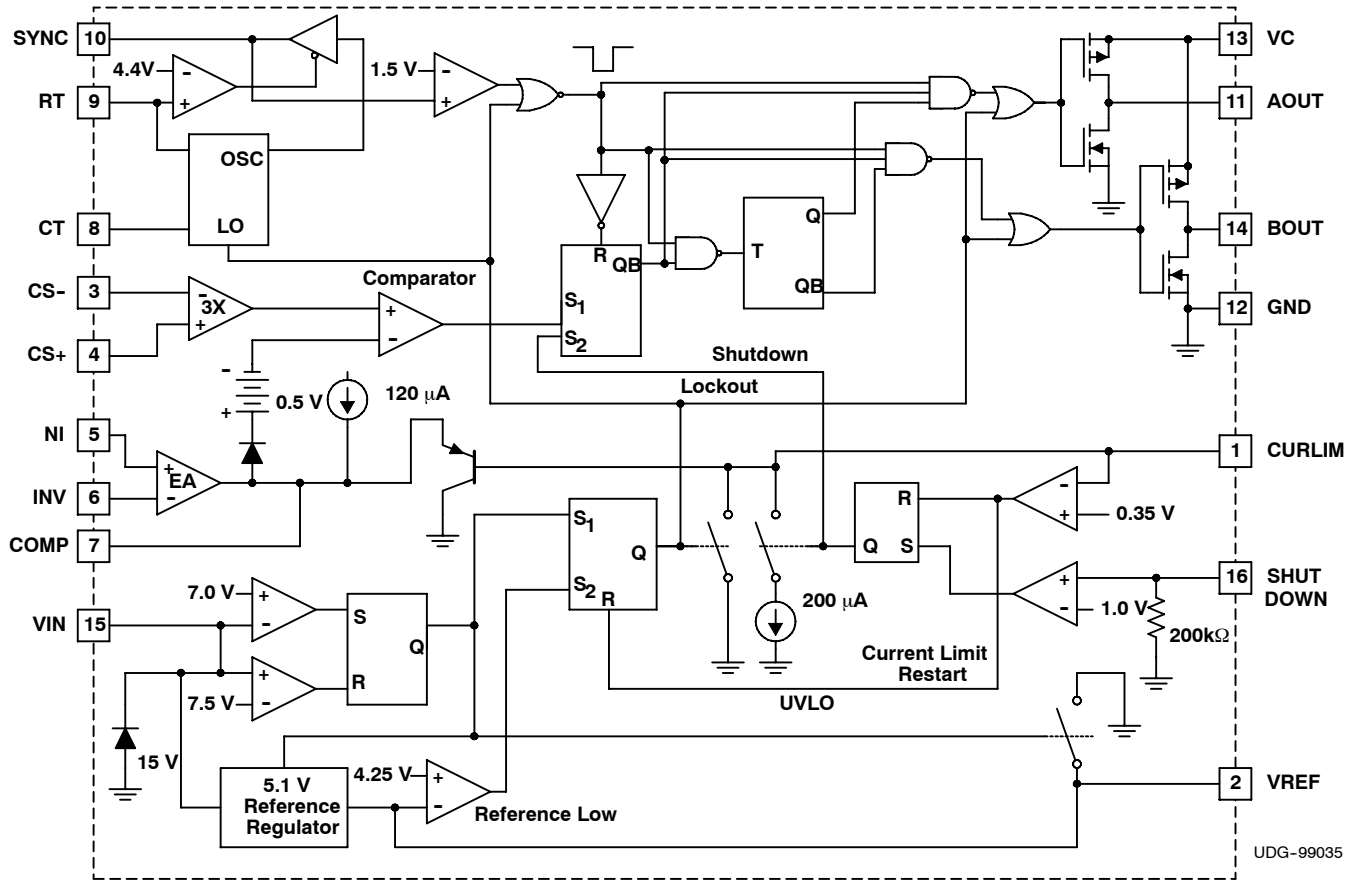 SYNC 10
4.4V
-
+
1.5 V
-
+
13 VC
RT 9
11 AOUT
OSC
LO
CT 8
Q
T
QB
14 BOUT
R
QB
S1
S2
CS- 3
-
3X
+
CS+ 4
Comparator
+
-
12 GND
Shutdown
Lockout
-
+
0.5 V
120 µA
NI 5
+
EA
-
INV 6
COMP 7
1 CURLIM
R
Q
S
-
+
0.35 V
S1
Q
S2
R
16 SHUT
DOWN
+
-
1.0 V
200kΩ
200 µA
VIN 15
7.0 V
+
-
S
Q
R
+
7.5 V
-
Current Limit
Restart
UVLO
15 V
5.1 V
Reference
Regulator
4.25 V
+
-
Reference Low
2 VREF
UDG-99035